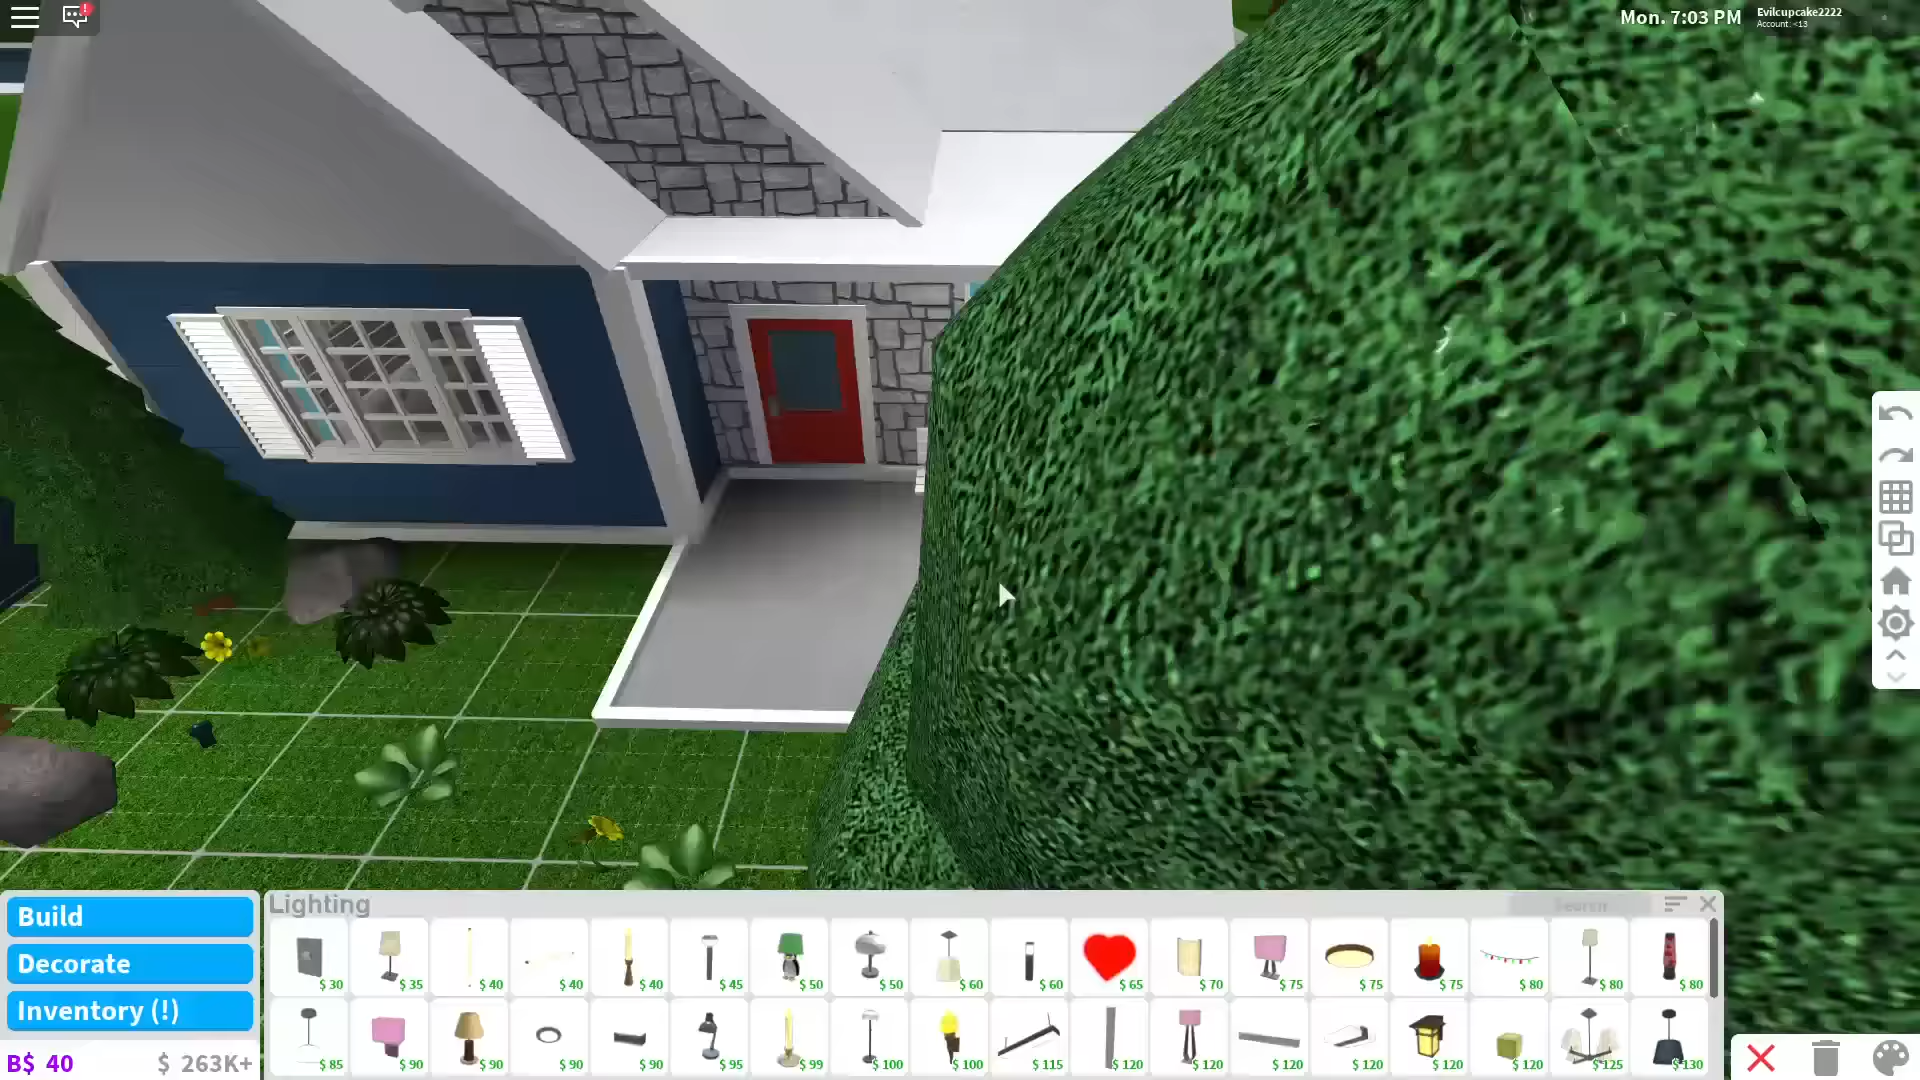 !
Mon. 7:03 PM
Evilcupcake2222
Account: <13
Build
Decorate
Inventory (!)
B$ 40
$ 263K+
Lighting
Search
$ 30 $ 35 $ 40 $ 40 $ 40 $ 45 $ 50 $ 50 $ 60 $ 60 $ 65 $ 70 $ 75 $ 75 $ 75 $ 80 $ 80 $ 80
$ 85 $ 90 $ 90 $ 90 $ 90 $ 95 $ 99 $ 100 $ 100 $ 115 $ 120 $ 120 $ 120 $ 120 $ 120 $ 120 $ 125 $ 130